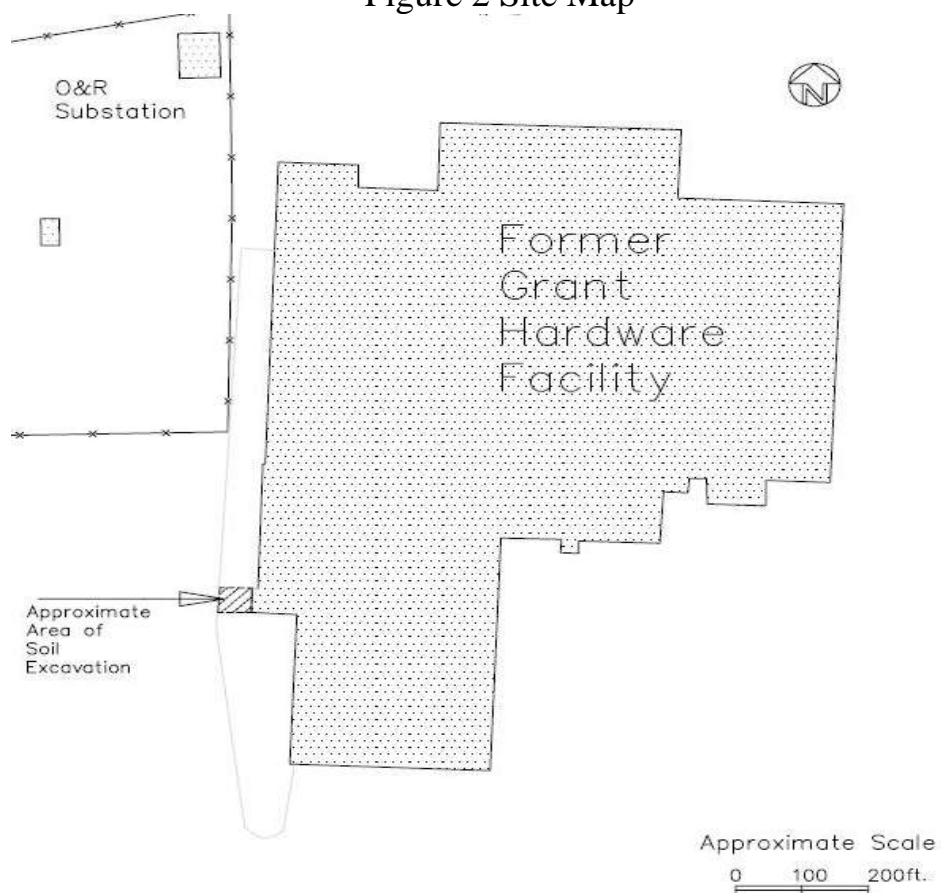 Figure 2 Site Map
O&R
Substation
N
Former
Grant
Hardware
Facility
Approximate
Area of
Soil
Excavation
Approximate Scale
0 100 200ft.